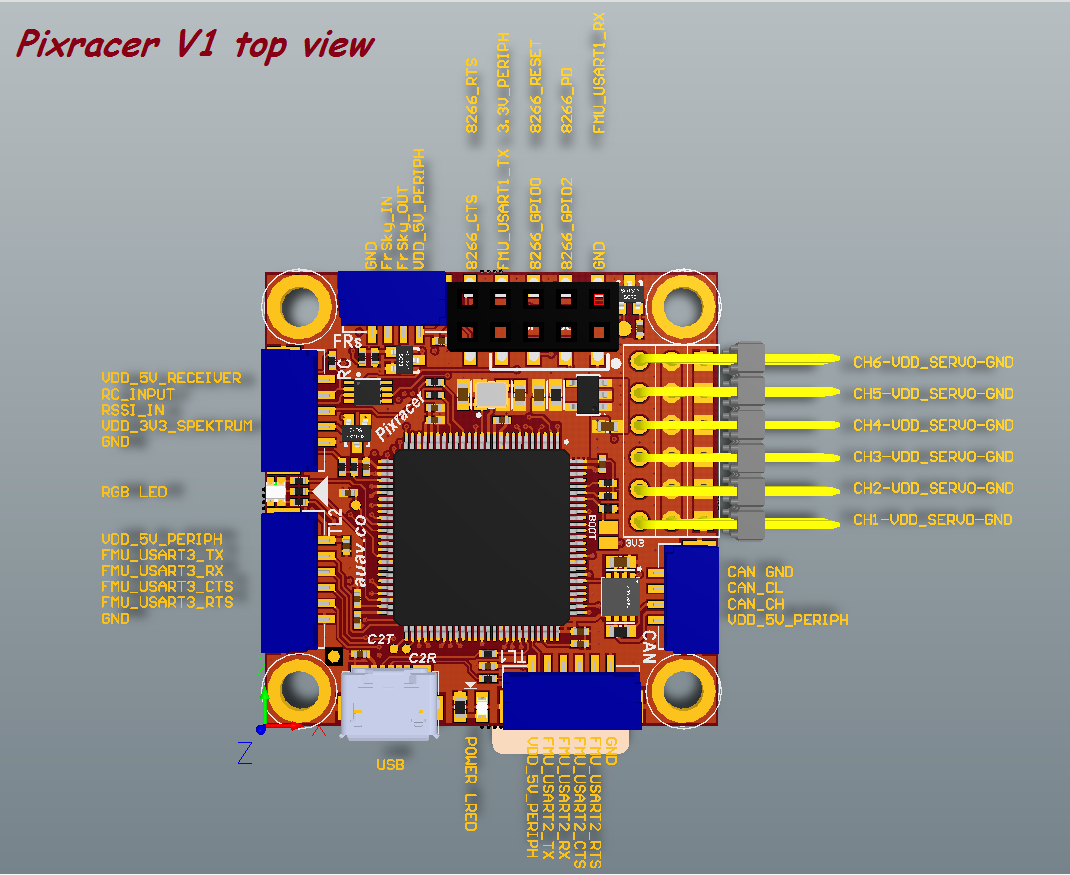 Pixracer V1 top view
8266_RTS
3.3V_PERIPH
8266_RESET
8266_PD
FMU_USART1_RX
GND
FrSky_IN
FrSky_OUT
VDD_5V_PERIPH
8266_CTS
FMU_USART1_TX
8266_GPIO0
8266_GPIO2
GND
FRs
RC
Pixracer
VDD_5V_RECEIVER
RC_INPUT
RSSI_IN
VDD_3V3_SPEKTRUM
GND
CH6-VDD_SERVO-GND
CH5-VDD_SERVO-GND
CH4-VDD_SERVO-GND
CH3-VDD_SERVO-GND
CH2-VDD_SERVO-GND
CH1-VDD_SERVO-GND
RGB LED
TL2
auav.co
BOOT
3V3
VDD_5V_PERIPH
FMU_USART3_TX
FMU_USART3_RX
FMU_USART3_CTS
FMU_USART3_RTS
GND
CAN GND
CAN_CL
CAN_CH
VDD_5V_PERIPH
C2T
C2R
TL1
CAN
X
Z
USB
POWER LRED
VDD_5V_PERIPH
FMU_USART2_TX
FMU_USART2_RX
FMU_USART2_CTS
FMU_USART2_RTS
GND